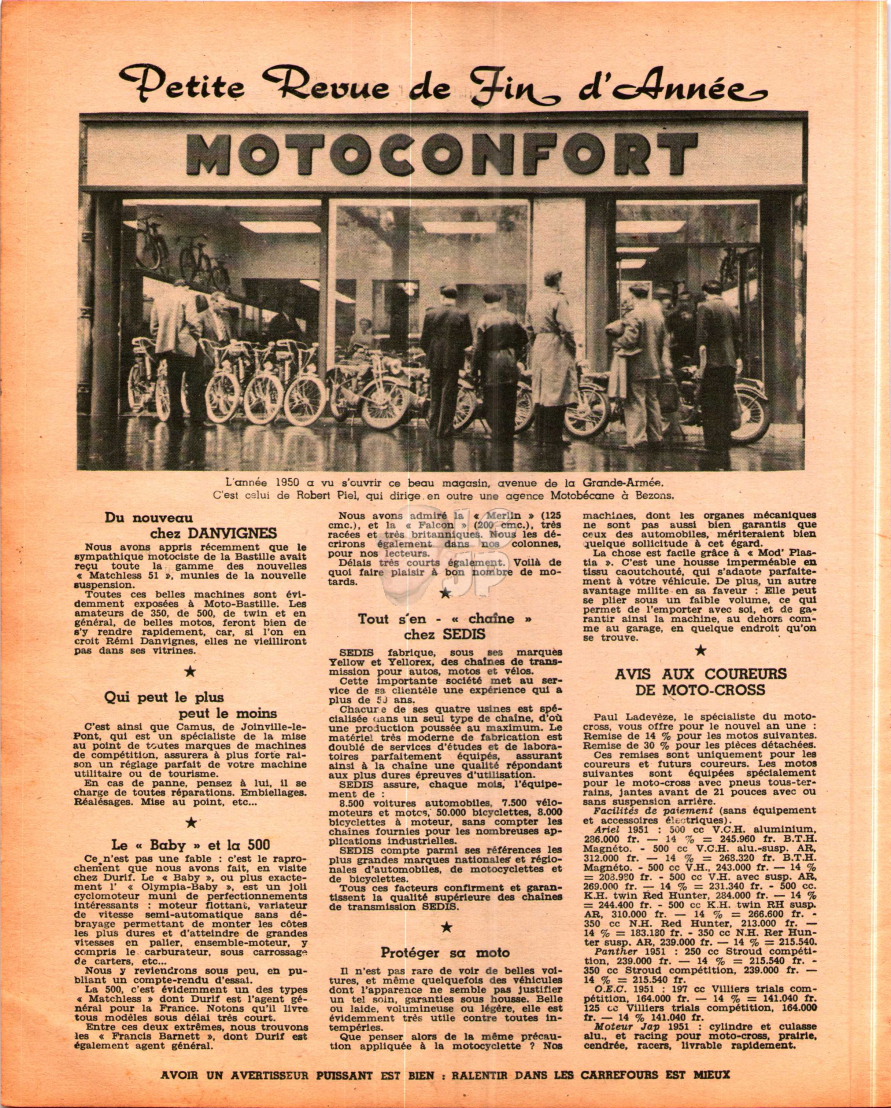 Petite Revue de Fin d'Année
MOTOCONFORT
L'année 1950 a vu s'ouvrir ce beau magasin, avenue de la Grande-Armée.
C'est celui de Robert Piel, qui dirige en outre une agence Motobécane à Bezons.
Du nouveau
chez DANVIGNES
Nous avons appris récemment que le
sympathique motociste de la Bastille avait
reçu toute la gamme des nouvelles
« Matchless 51 », munies de la nouvelle
suspension.
Toutes ces belles machines sont évi-
demment exposées à Moto-Bastille. Les
amateurs de 350, de 500, de twin et en
général, de belles motos, feront bien de
s'y rendre rapidement, car, si l'on en
croit Rémi Danvignes, elles ne vieilliront
pas dans ses vitrines.
★
Qui peut le plus
peut le moins
C'est ainsi que Camus, de Joinville-le-
Pont, qui est un spécialiste de la mise
au point de toutes marques de machines
de compétition, assurera à plus forte rai-
son un réglage parfait de votre machine
utilitaire ou de tourisme.
En cas de panne, pensez à lui, il se
charge de toutes réparations. Embiellages.
Réalésages. Mise au point, etc...
★
Le « Baby » et la 500
Ce n'est pas une fable : c'est le rappro-
chement que nous avons fait, en visite
chez Durif. Le « Baby », ou plus exacte-
ment l' « Olympia-Baby », est un joli
cyclomoteur muni de perfectionnements
intéressants : moteur flottant, variateur
de vitesse semi-automatique sans dé-
brayage permettant de monter les côtes
les plus dures et d'atteindre de grandes
vitesses en palier, ensemble-moteur, y
compris le carburateur, sous carrossage
de carters, etc...
Nous y reviendrons sous peu, en pu-
bliant un compte-rendu d'essai.
La 500, c'est évidemment un des types
« Matchless » dont Durif est l'agent gé-
néral pour la France. Notons qu'il livre
tous modèles sous délai très court.
Entre ces deux extrêmes, nous trouvons
les « Francis Barnett », dont Durif est
également agent général.
Nous avons admiré la « Merlin » (125
cmc.), et la « Falcon » (200 cmc.), très
racées et très britanniques. Nous les dé-
crirons également dans nos colonnes,
pour nos lecteurs.
Délais très courts également. Voilà de
quoi faire plaisir à bon nombre de mo-
tards.
★
Tout s'en - « chaîne »
chez SEDIS
SEDIS fabrique, sous ses marques
Yellow et Yellorex, des chaînes de trans-
mission pour autos, motos et vélos.
Cette importante société met au ser-
vice de sa clientèle une expérience qui a
plus de 50 ans.
Chacune de ses quatre usines est spé-
cialisée dans un seul type de chaîne, d'où
une production poussée au maximum. Le
matériel très moderne de fabrication est
doublé de services d'études et de labora-
toires parfaitement équipés, assurant
ainsi à la chaîne une qualité répondant
aux plus dures épreuves d'utilisation.
SEDIS assure, chaque mois, l'équipe-
ment de :
8.500 voitures automobiles, 7.500 vélo-
moteurs et motos, 50.000 bicyclettes, 8.000
bicyclettes à moteur, sans compter les
chaînes fournies pour les nombreuses ap-
plications industrielles.
SEDIS compte parmi ses références les
plus grandes marques nationales et régio-
nales d'automobiles, de motocyclettes et
de bicyclettes.
Tous ces facteurs confirment et garan-
tissent la qualité supérieure des chaînes
de transmission SEDIS.
★
Protéger sa moto
Il n'est pas rare de voir de belles voi-
tures, et même quelquefois des véhicules
dont l'apparence ne semble pas justifier
un tel soin, garanties sous housse. Belle
ou laide, volumineuse ou légère, elle est
évidemment très utile contre toutes in-
tempéries.
Que penser alors de la même précau-
tion appliquée à la motocyclette ? Nos
machines, dont les organes mécaniques
ne sont pas aussi bien garantis que
ceux des automobiles, mériteraient bien
quelque sollicitude à cet égard.
La chose est facile grâce à « Mod' Plas-
tia ». C'est une housse imperméable en
tissu caoutchouté, qui s'adapte parfaite-
ment à vôtre véhicule. De plus, un autre
avantage milite en sa faveur : Elle peut
se plier sous un faible volume, ce qui
permet de l'emporter avec soi, et de ga-
rantir ainsi la machine, au dehors com-
me au garage, en quelque endroit qu'on
se trouve.
★
AVIS AUX COUREURS
DE MOTO-CROSS
Paul Ladevèze, le spécialiste du moto-
cross, vous offre pour le nouvel an une :
Remise de 14 % pour les motos suivantes.
Remise de 30 % pour les pièces détachées.
Ces remises sont uniquement pour les
coureurs et futurs coureurs. Les motos
suivantes sont équipées spécialement
pour le moto-cross avec pneus tous-ter-
rains, jantes avant de 21 pouces avec ou
sans suspension arrière.
Facilités de paiement (sans équipement
et accessoires électriques).
Ariel 1951 : 500 cc V.C.H. aluminium,
286.000 fr. — 14 % = 245.960 fr. B.T.H.
Magnéto. - 500 cc V.C.H. alu.-susp. AR,
312.000 fr. — 14 % = 268.320 fr. B.T.H.
Magnéto. - 500 cc V.H., 243.000 fr. — 14 %
= 208.980 fr. - 500 cc V.H. avec susp. AR,
269.000 fr. — 14 % = 231.340 fr. - 500 cc.
K.H. twin Red Hunter, 284.000 fr. — 14 %
= 244.400 fr. - 500 cc K.H. twin RH susp.
AR, 310.000 fr. — 14 % = 266.600 fr. -
350 cc N.H. Red Hunter, 213.000 fr. —
14 % = 183.180 fr. - 350 cc N.H. Rer Hun-
ter susp. AR, 239.000 fr. — 14 % = 215.540.
Panther 1951 : 250 cc Stroud compéti-
tion, 239.000 fr. — 14 % = 215.540 fr. -
350 cc Stroud compétition, 239.000 fr. —
14 % = 215.540 fr.
O.E.C. 1951 : 197 cc Villiers trials com-
pétition, 164.000 fr. — 14 % = 141.040 fr.
125 cc Villiers trials compétition, 164.000
fr. — 14 % 141.040 fr.
Moteur Jap 1951 : cylindre et culasse
alu., et racing pour moto-cross, prairie,
cendrée, racers, livrable rapidement.
AVOIR UN AVERTISSEUR PUISSANT EST BIEN : RALENTIR DANS LES CARREFOURS EST MIEUX